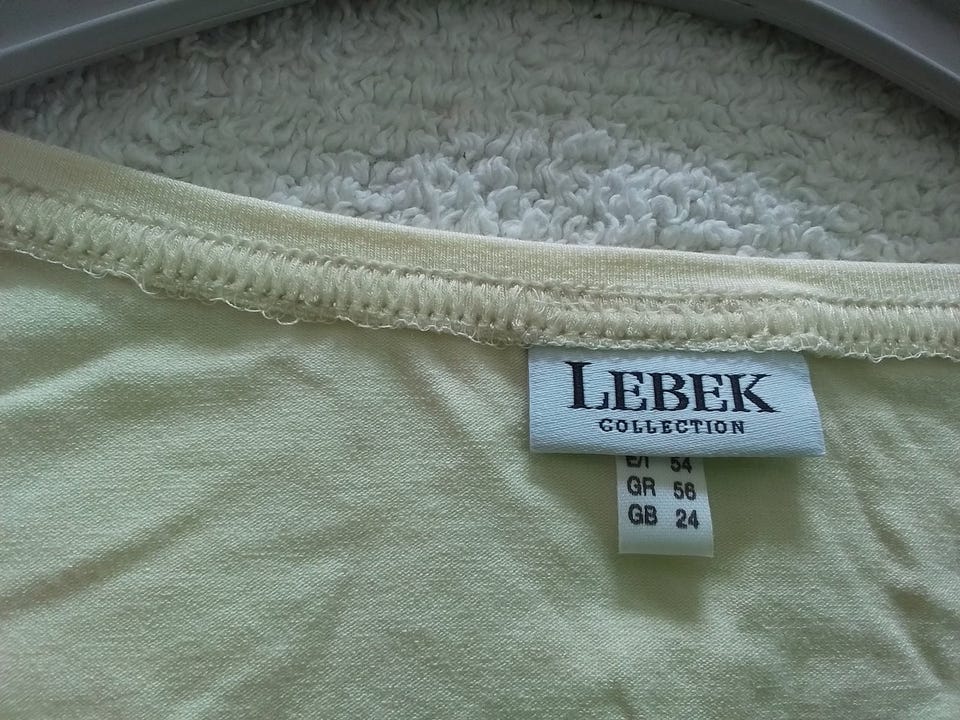 LEBEK
COLLECTION
E/I 54
GR 56
GB 24